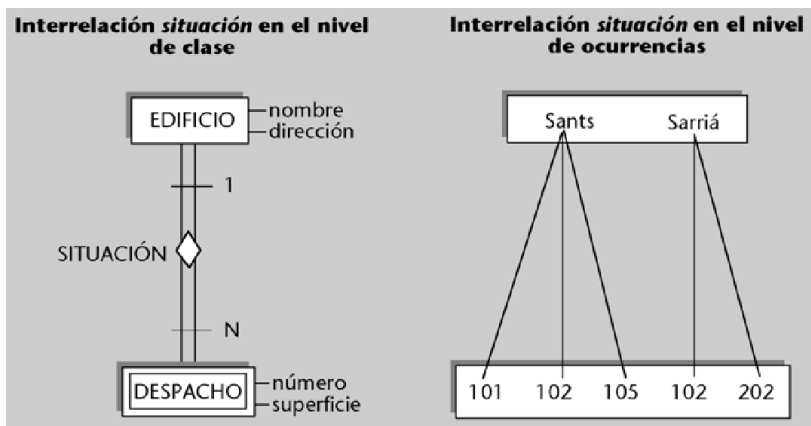 Interrelación situación en el nivel
de clase
EDIFICIO
nombre
dirección
1
SITUACIÓN
N
DESPACHO
número
superficie
Interrelación situación en el nivel
de ocurrencias
Sants Sarriá
101 102 105 102 202